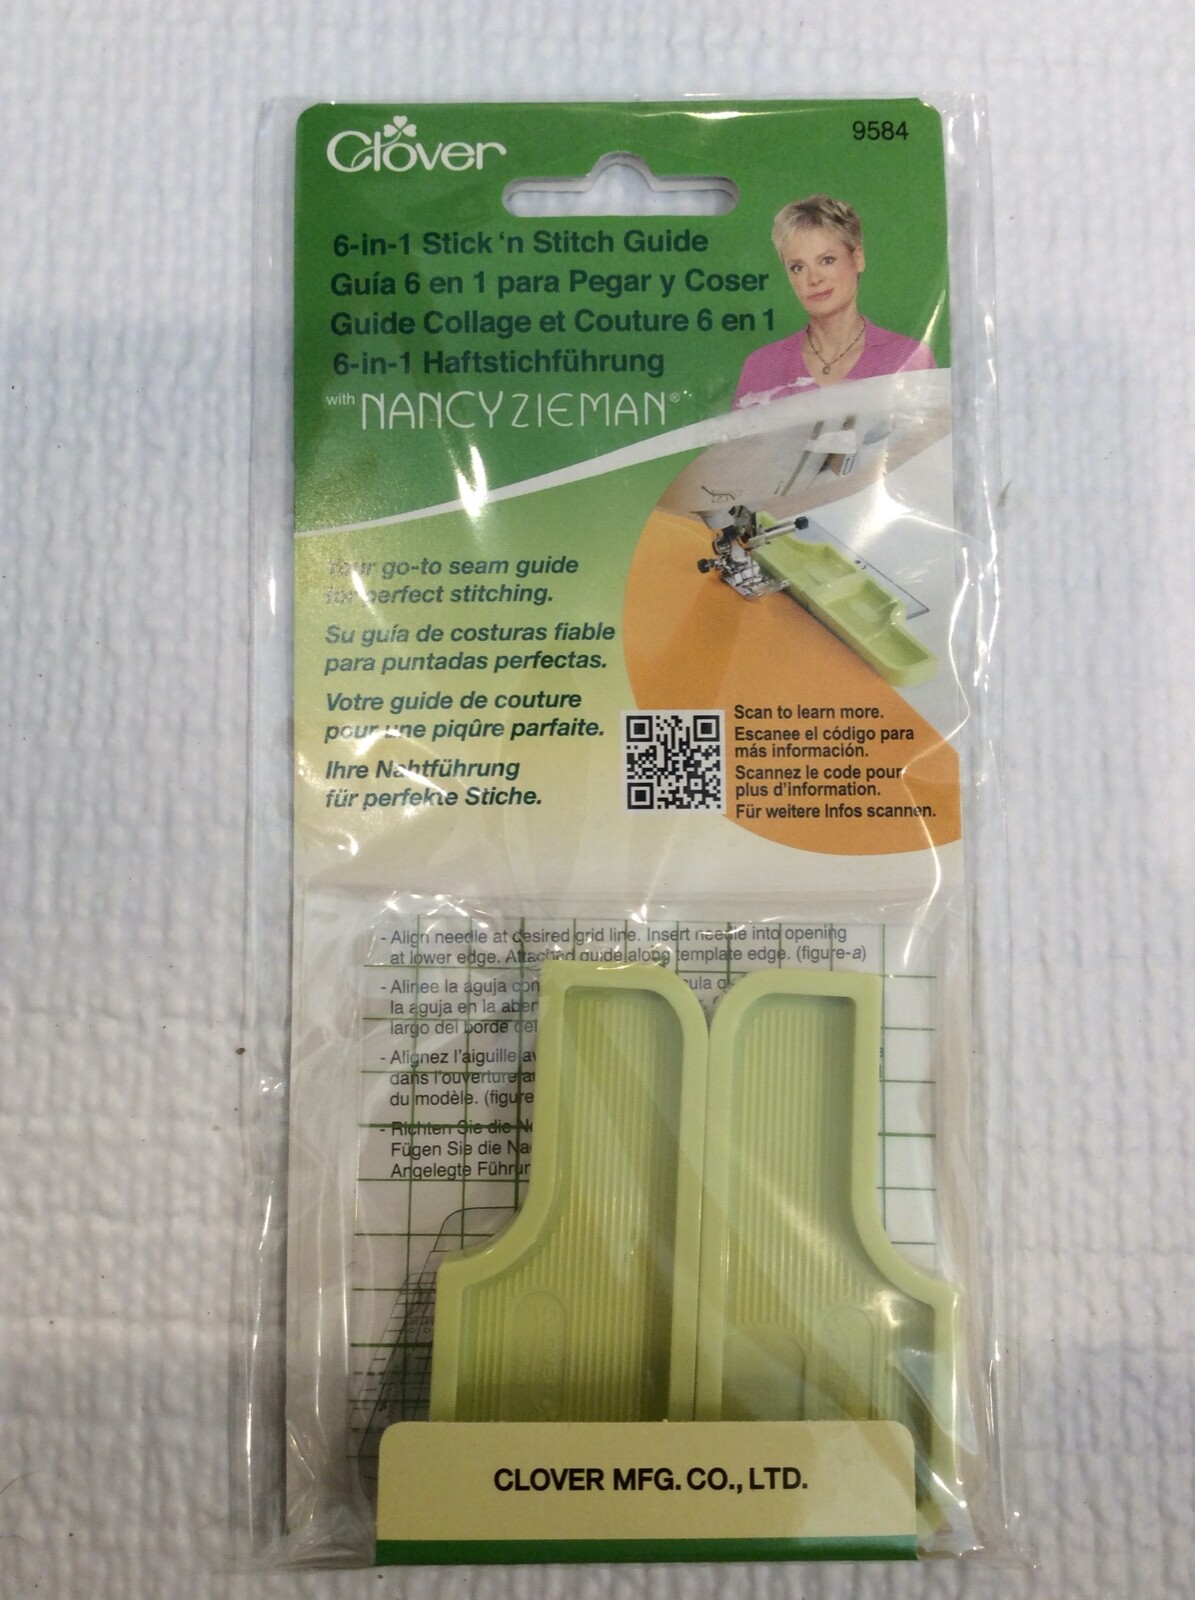 Clover
9584
6-in-1 Stick 'n Stitch Guide
Guía 6 en 1 para Pegar y Coser
Guide Collage et Couture 6 en 1
6-in-1 Haftstichführung
with NANCY ZIEMAN®
Your go-to seam guide
for perfect stitching.
Su guía de costuras fiable
para puntadas perfectas.
Votre guide de couture
pour une piqûre parfaite.
Ihre Nahtführung
für perfekte Stiche.
Scan to learn more.
Escanee el código para
más información.
Scannez le code pour
plus d'information.
Für weitere Infos scannen.
- Align needle at desired grid line. Insert needle into opening
at lower edge. Attached guide along template edge. (figure-a)
- Alinee la aguja con
la aguja en la
largo del borde del
- Alignez l'aiguille
dans l'ouverture
du modèle.
- Richten Sie die
Fügen Sie die
Angelegte
CLOVER MFG. CO., LTD.